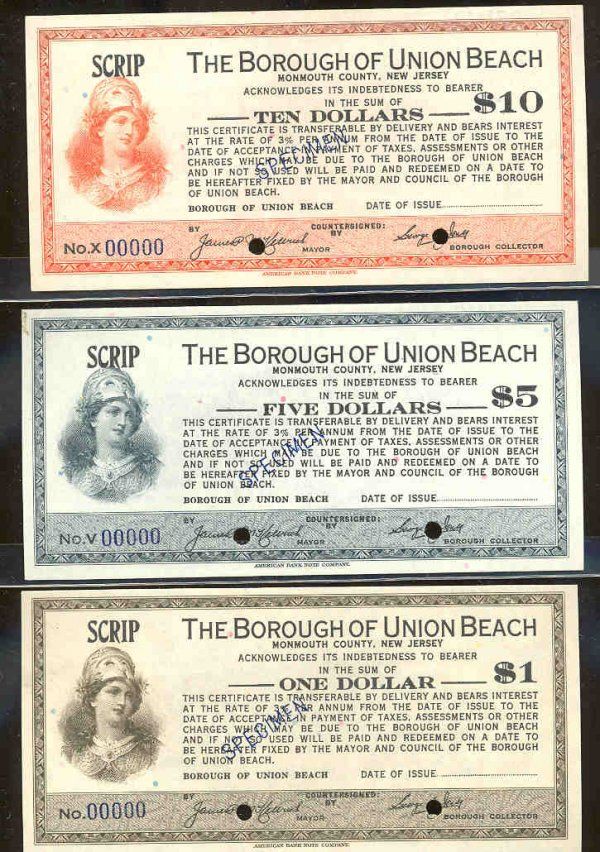 SCRIP
THE BOROUGH OF UNION BEACH
MONMOUTH COUNTY, NEW JERSEY
ACKNOWLEDGES ITS INDEBTEDNESS TO BEARER
IN THE SUM OF
TEN DOLLARS $10
THIS CERTIFICATE IS TRANSFERABLE BY DELIVERY AND BEARS INTEREST
AT THE RATE OF 3% PER ANNUM FROM THE DATE OF ISSUE TO THE
DATE OF ACCEPTANCE IN PAYMENT OF TAXES, ASSESSMENTS OR OTHER
CHARGES WHICH MAY BE DUE TO THE BOROUGH OF UNION BEACH
AND IF NOT SO USED WILL BE PAID AND REDEEMED ON A DATE TO
BE HEREAFTER FIXED BY THE MAYOR AND COUNCIL OF THE BOROUGH
OF UNION BEACH.
SPECIMEN
BOROUGH OF UNION BEACH DATE OF ISSUE
BY COUNTERSIGNED: BY
No. X 00000 MAYOR BOROUGH COLLECTOR
AMERICAN BANK NOTE COMPANY.
SCRIP
THE BOROUGH OF UNION BEACH
MONMOUTH COUNTY, NEW JERSEY
ACKNOWLEDGES ITS INDEBTEDNESS TO BEARER
IN THE SUM OF
FIVE DOLLARS $5
THIS CERTIFICATE IS TRANSFERABLE BY DELIVERY AND BEARS INTEREST
AT THE RATE OF 3% PER ANNUM FROM THE DATE OF ISSUE TO THE
DATE OF ACCEPTANCE IN PAYMENT OF TAXES, ASSESSMENTS OR OTHER
CHARGES WHICH MAY BE DUE TO THE BOROUGH OF UNION BEACH
AND IF NOT SO USED WILL BE PAID AND REDEEMED ON A DATE TO
BE HEREAFTER FIXED BY THE MAYOR AND COUNCIL OF THE BOROUGH
OF UNION BEACH.
SPECIMEN
BOROUGH OF UNION BEACH DATE OF ISSUE
BY COUNTERSIGNED: BY
No. V 00000 MAYOR BOROUGH COLLECTOR
AMERICAN BANK NOTE COMPANY.
SCRIP
THE BOROUGH OF UNION BEACH
MONMOUTH COUNTY, NEW JERSEY
ACKNOWLEDGES ITS INDEBTEDNESS TO BEARER
IN THE SUM OF
ONE DOLLAR $1
THIS CERTIFICATE IS TRANSFERABLE BY DELIVERY AND BEARS INTEREST
AT THE RATE OF 3% PER ANNUM FROM THE DATE OF ISSUE TO THE
DATE OF ACCEPTANCE IN PAYMENT OF TAXES, ASSESSMENTS OR OTHER
CHARGES WHICH MAY BE DUE TO THE BOROUGH OF UNION BEACH
AND IF NOT SO USED WILL BE PAID AND REDEEMED ON A DATE TO
BE HEREAFTER FIXED BY THE MAYOR AND COUNCIL OF THE BOROUGH
OF UNION BEACH.
SPECIMEN
BOROUGH OF UNION BEACH DATE OF ISSUE
BY COUNTERSIGNED: BY
No. 00000 MAYOR BOROUGH COLLECTOR
AMERICAN BANK NOTE COMPANY.